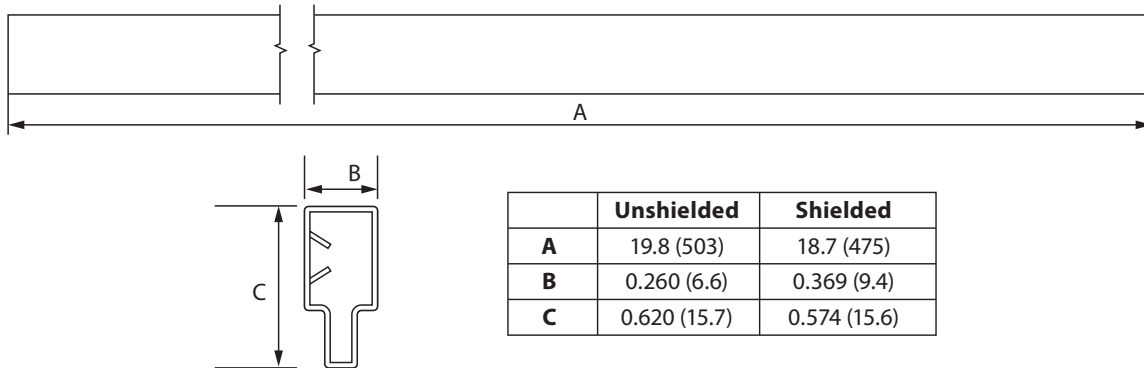 A
B
C
Unshielded Shielded
A 19.8 (503) 18.7 (475)
B 0.260 (6.6) 0.369 (9.4)
C 0.620 (15.7) 0.574 (15.6)